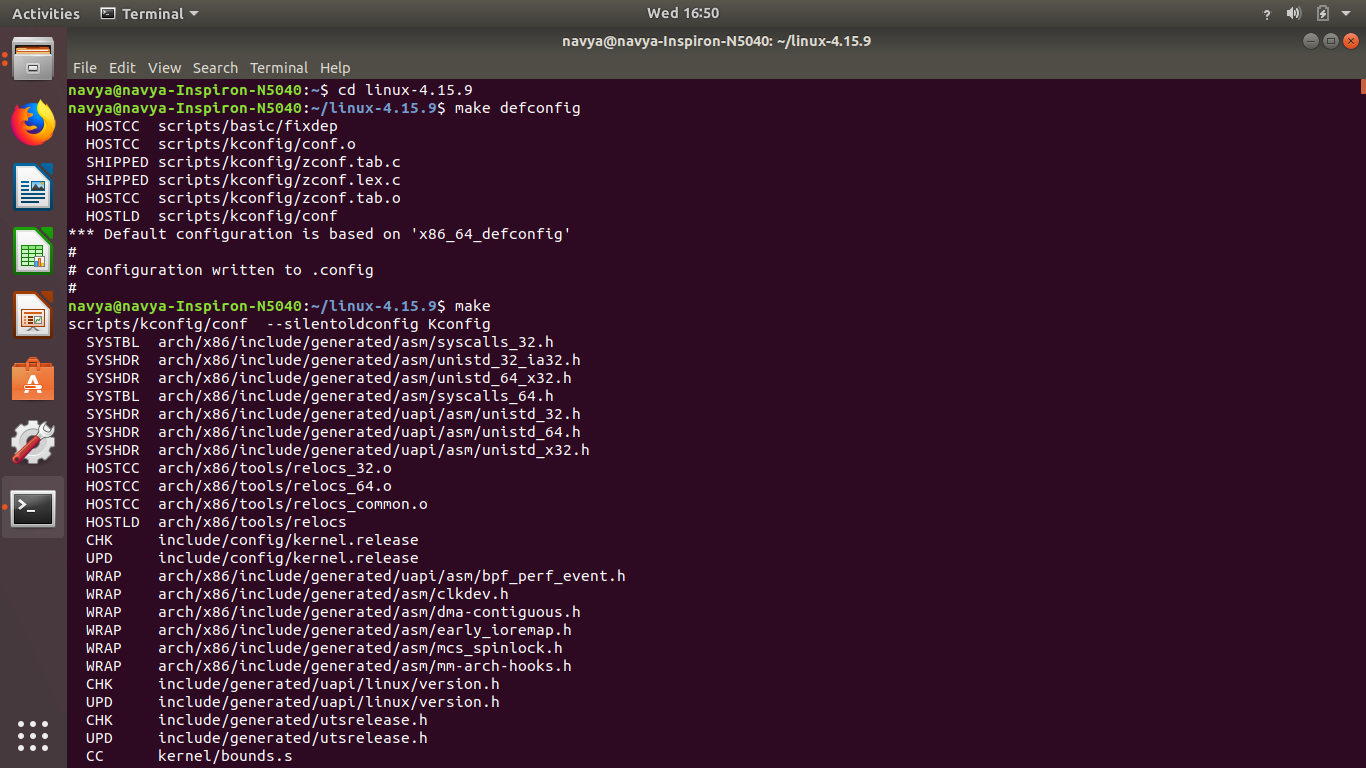 Activities Terminal Wed 16:50 ?
navya@navya-Inspiron-N5040: ~/linux-4.15.9
File Edit View Search Terminal Help
navya@navya-Inspiron-N5040:~$ cd linux-4.15.9
navya@navya-Inspiron-N5040:~/linux-4.15.9$ make defconfig
  HOSTCC  scripts/basic/fixdep
  HOSTCC  scripts/kconfig/conf.o
  SHIPPED scripts/kconfig/zconf.tab.c
  SHIPPED scripts/kconfig/zconf.lex.c
  HOSTCC  scripts/kconfig/zconf.tab.o
  HOSTLD  scripts/kconfig/conf
*** Default configuration is based on 'x86_64_defconfig'
#
# configuration written to .config
#
navya@navya-Inspiron-N5040:~/linux-4.15.9$ make
scripts/kconfig/conf  --silentoldconfig Kconfig
  SYSTBL  arch/x86/include/generated/asm/syscalls_32.h
  SYSHDR  arch/x86/include/generated/asm/unistd_32_ia32.h
  SYSHDR  arch/x86/include/generated/asm/unistd_64_x32.h
  SYSTBL  arch/x86/include/generated/asm/syscalls_64.h
  SYSHDR  arch/x86/include/generated/uapi/asm/unistd_32.h
  SYSHDR  arch/x86/include/generated/uapi/asm/unistd_64.h
  SYSHDR  arch/x86/include/generated/uapi/asm/unistd_x32.h
  HOSTCC  arch/x86/tools/relocs_32.o
  HOSTCC  arch/x86/tools/relocs_64.o
  HOSTCC  arch/x86/tools/relocs_common.o
  HOSTLD  arch/x86/tools/relocs
  CHK     include/config/kernel.release
  UPD     include/config/kernel.release
  WRAP    arch/x86/include/generated/uapi/asm/bpf_perf_event.h
  WRAP    arch/x86/include/generated/asm/clkdev.h
  WRAP    arch/x86/include/generated/asm/dma-contiguous.h
  WRAP    arch/x86/include/generated/asm/early_ioremap.h
  WRAP    arch/x86/include/generated/asm/mcs_spinlock.h
  WRAP    arch/x86/include/generated/asm/mm-arch-hooks.h
  CHK     include/generated/uapi/linux/version.h
  UPD     include/generated/uapi/linux/version.h
  CHK     include/generated/utsrelease.h
  UPD     include/generated/utsrelease.h
  CC      kernel/bounds.s